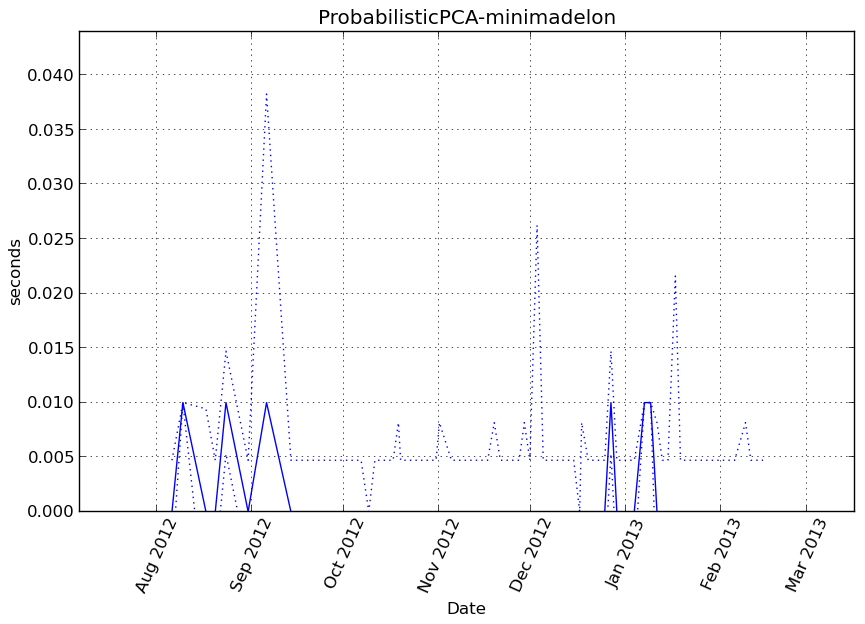 ProbabilisticPCA-minimadelon
0.040
0.035
0.030
0.025
0.020
0.015
0.010
0.005
0.000
seconds
Aug 2012
Sep 2012
Oct 2012
Nov 2012
Dec 2012
Jan 2013
Feb 2013
Mar 2013
Date